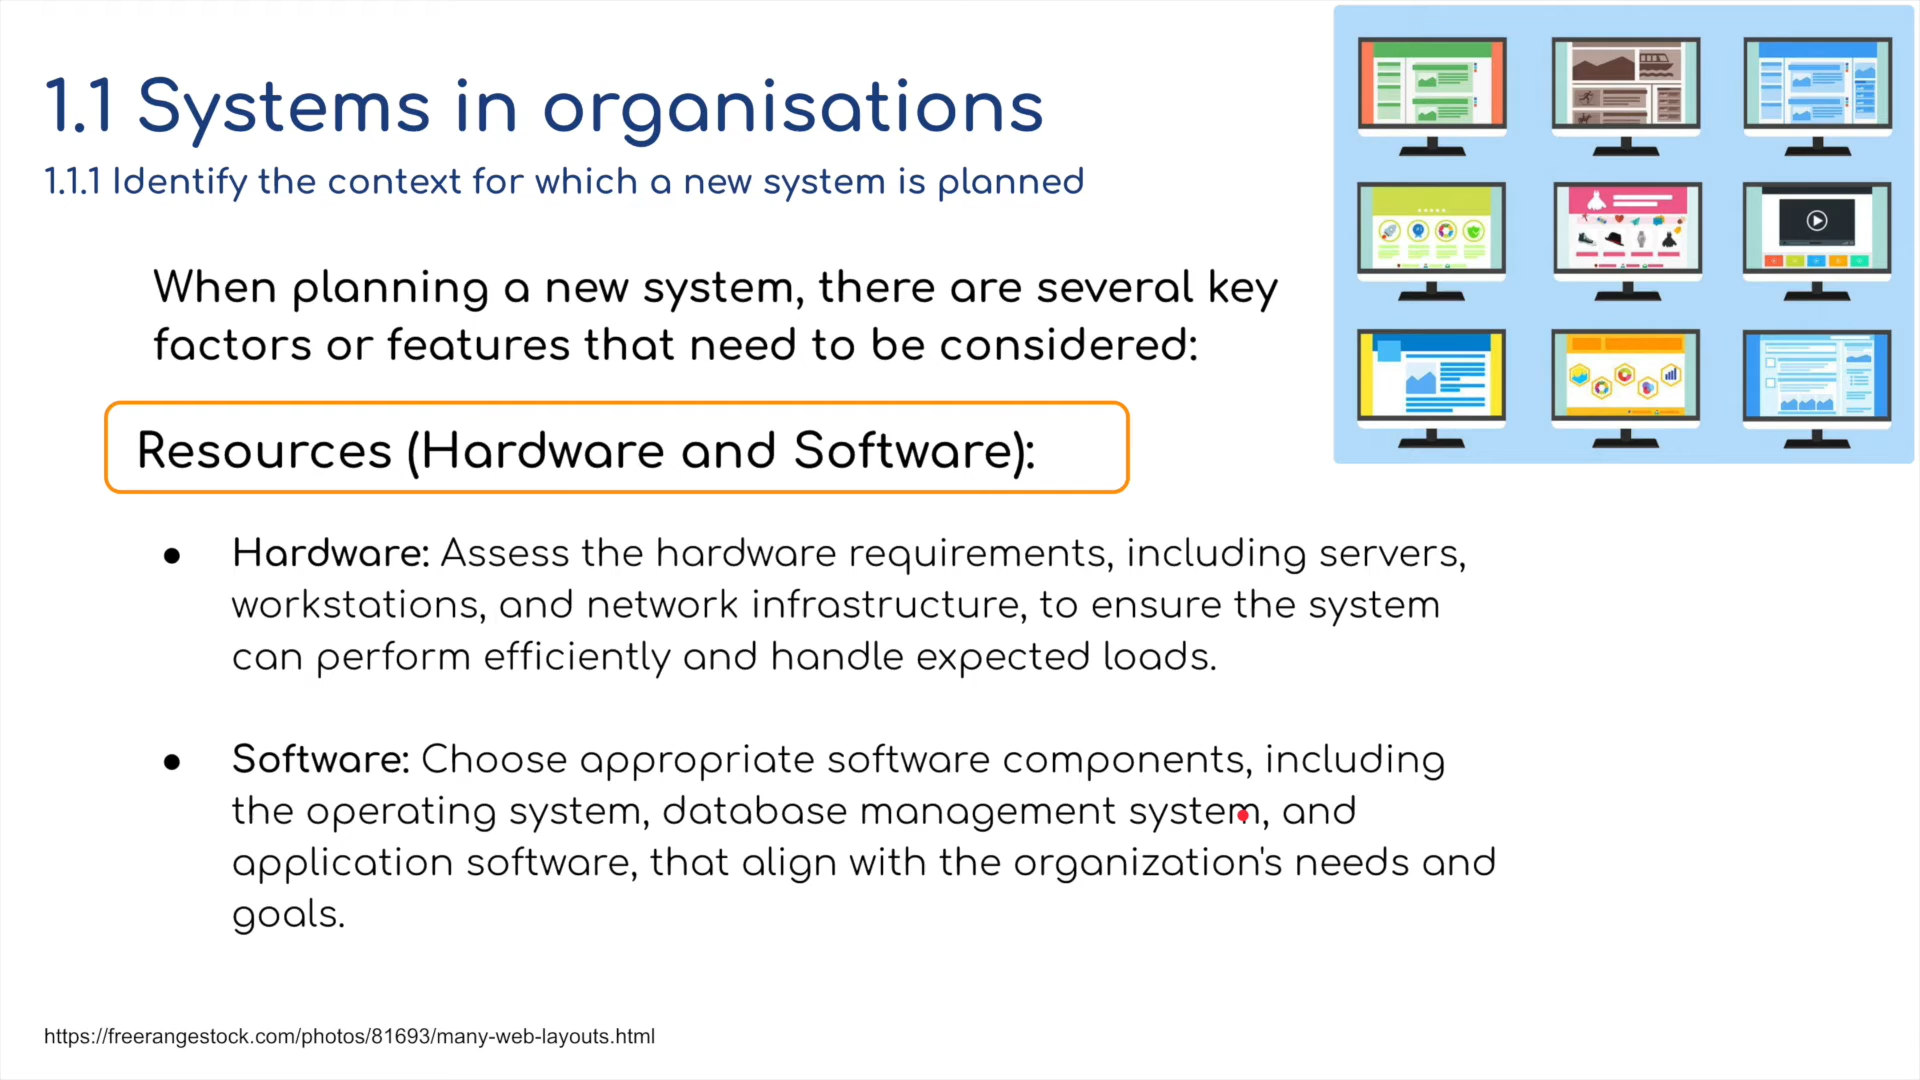 1.1 Systems in organisations
1.1.1 Identify the context for which a new system is planned
When planning a new system, there are several key
factors or features that need to be considered:
Resources (Hardware and Software):
● Hardware: Assess the hardware requirements, including servers,
workstations, and network infrastructure, to ensure the system
can perform efficiently and handle expected loads.
● Software: Choose appropriate software components, including
the operating system, database management system, and
application software, that align with the organization's needs and
goals.
https://freerangestock.com/photos/81693/many-web-layouts.html